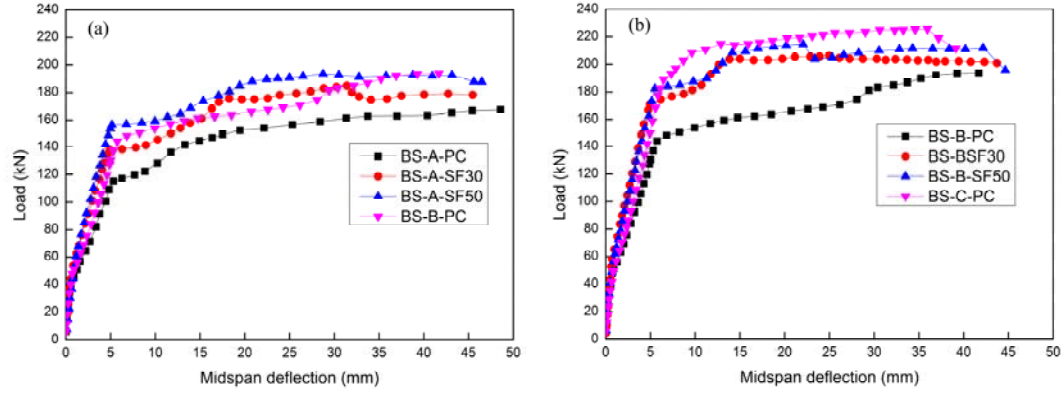 (a)
240
220
200
180
160
140
120
100
80
60
40
20
0
Load (kN)
0 5 10 15 20 25 30 35 40 45 50
Midspan deflection (mm)
BS-A-PC
BS-A-SF30
BS-A-SF50
BS-B-PC
(b)
240
220
200
180
160
140
120
100
80
60
40
20
0
Load (kN)
0 5 10 15 20 25 30 35 40 45 50
Midspan deflection (mm)
BS-B-PC
BS-BSF30
BS-B-SF50
BS-C-PC